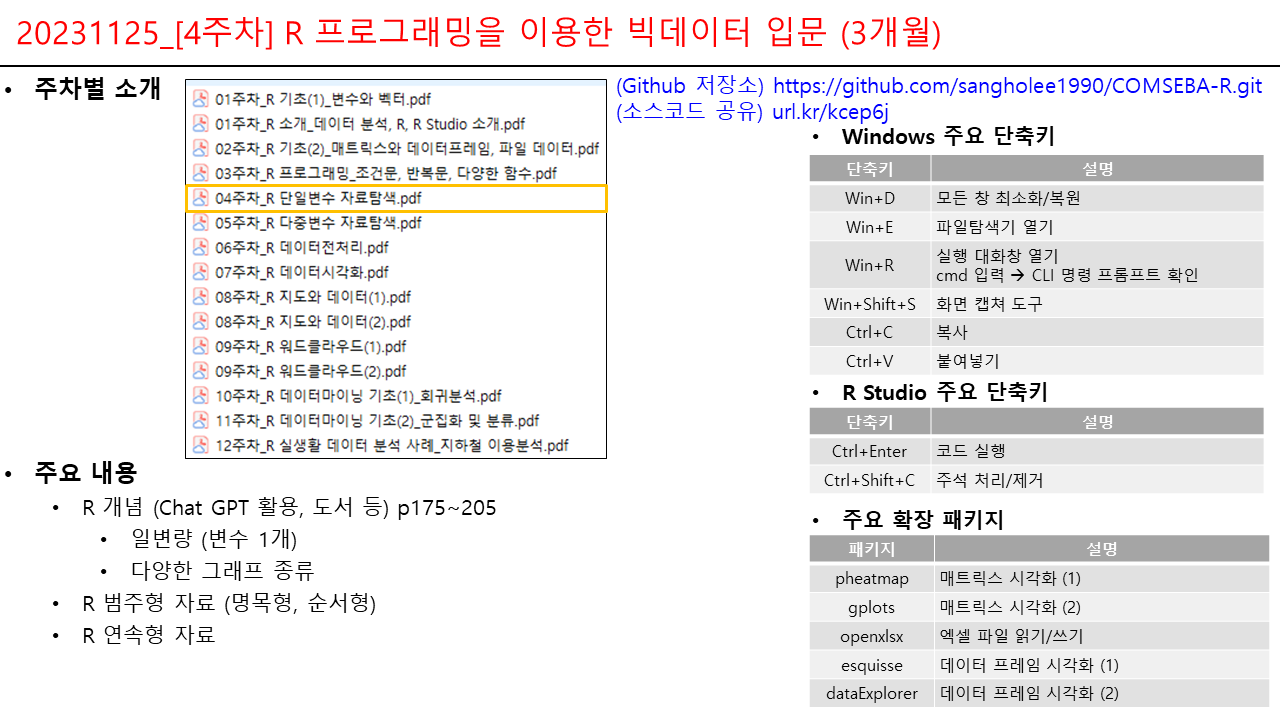 20231125_[4주차] R 프로그래밍을 이용한 빅데이터 입문 (3개월)
• 주차별 소개
01주차_R 기초(1)_변수와 벡터.pdf
01주차_R 소개_데이터 분석, R, R Studio 소개.pdf
02주차_R 기초(2)_매트릭스와 데이터프레임, 파일 데이터.pdf
03주차_R 프로그래밍_조건문, 반복문, 다양한 함수.pdf
04주차_R 단일변수 자료탐색.pdf
05주차_R 다중변수 자료탐색.pdf
06주차_R 데이터전처리.pdf
07주차_R 데이터시각화.pdf
08주차_R 지도와 데이터(1).pdf
08주차_R 지도와 데이터(2).pdf
09주차_R 워드클라우드(1).pdf
09주차_R 워드클라우드(2).pdf
10주차_R 데이터마이닝 기초(1)_회귀분석.pdf
11주차_R 데이터마이닝 기초(2)_군집화 및 분류.pdf
12주차_R 실생활 데이터 분석 사례_지하철 이용분석.pdf
• 주요 내용
• R 개념 (Chat GPT 활용, 도서 등) p175~205
• 일변량 (변수 1개)
• 다양한 그래프 종류
• R 범주형 자료 (명목형, 순서형)
• R 연속형 자료
(Github 저장소) https://github.com/sangholee1990/COMSEBA-R.git
(소스코드 공유) url.kr/kcep6j
• Windows 주요 단축키
단축키 설명
Win+D 모든 창 최소화/복원
Win+E 파일탐색기 열기
Win+R 실행 대화창 열기
cmd 입력 → CLI 명령 프롬프트 확인
Win+Shift+S 화면 캡쳐 도구
Ctrl+C 복사
Ctrl+V 붙여넣기
• R Studio 주요 단축키
단축키 설명
Ctrl+Enter 코드 실행
Ctrl+Shift+C 주석 처리/제거
• 주요 확장 패키지
패키지 설명
pheatmap 매트릭스 시각화 (1)
gplots 매트릭스 시각화 (2)
openxlsx 엑셀 파일 읽기/쓰기
esquisse 데이터 프레임 시각화 (1)
dataExplorer 데이터 프레임 시각화 (2)